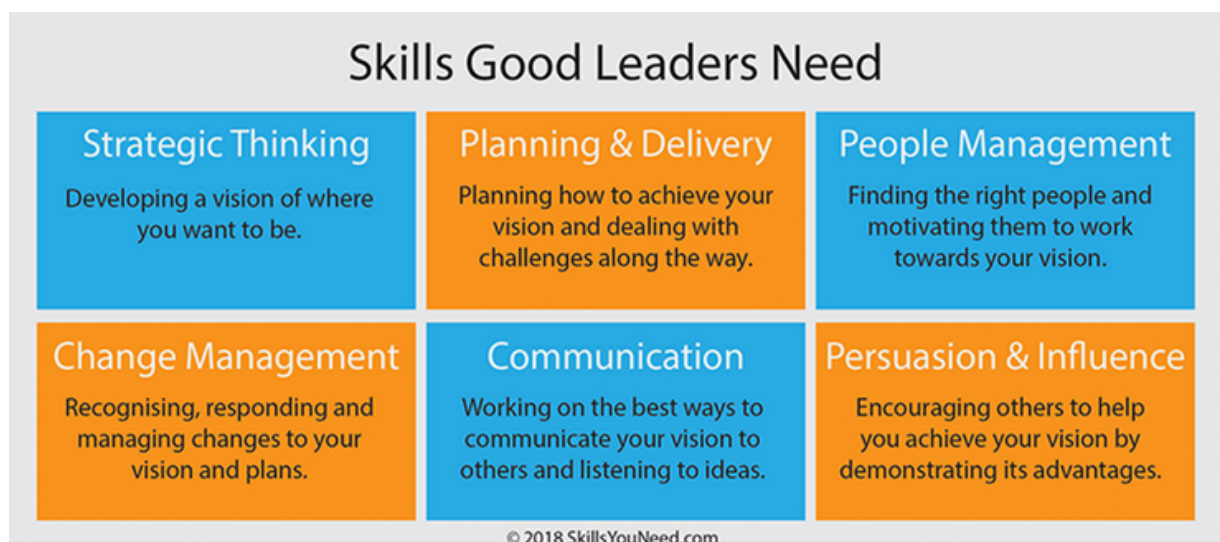 Skills Good Leaders Need
Strategic Thinking
Developing a vision of where
you want to be.
Planning & Delivery
Planning how to achieve your
vision and dealing with
challenges along the way.
People Management
Finding the right people and
motivating them to work
towards your vision.
Change Management
Recognising, responding and
managing changes to your
vision and plans.
Communication
Working on the best ways to
communicate your vision to
others and listening to ideas.
Persuasion & Influence
Encouraging others to help
you achieve your vision by
demonstrating its advantages.
© 2018 SkillsYouNeed.com